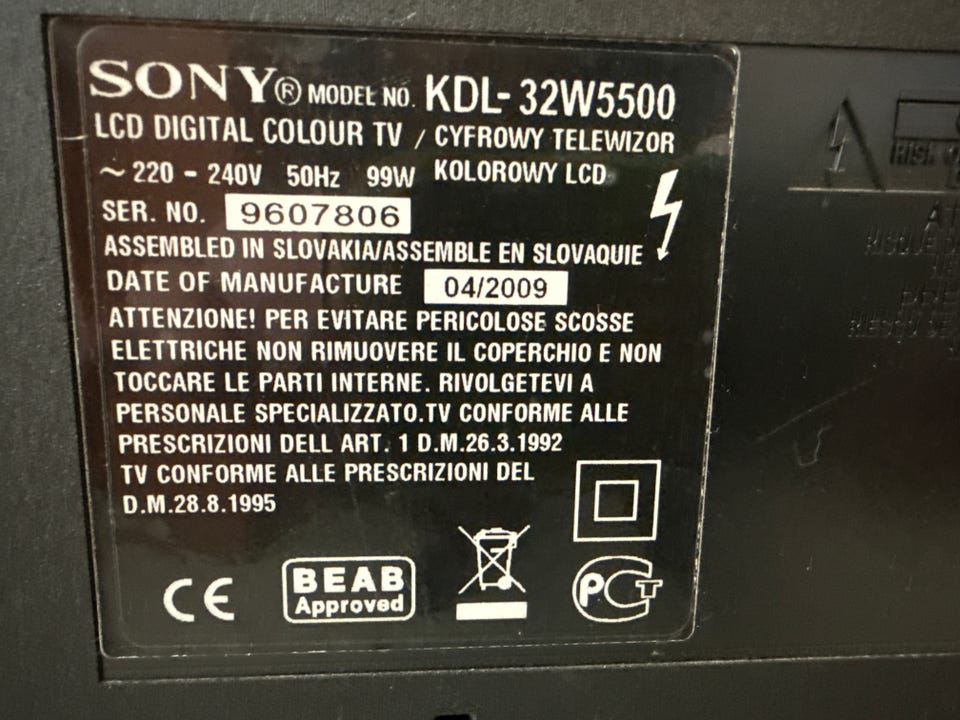 SONY® MODEL NO. KDL-32W5500
LCD DIGITAL COLOUR TV / CYFROWY TELEWIZOR
~ 220 - 240V 50Hz 99W KOLOROWY LCD
SER. NO. 9607806
ASSEMBLED IN SLOVAKIA/ASSEMBLE EN SLOVAQUIE
DATE OF MANUFACTURE 04/2009
ATTENZIONE! PER EVITARE PERICOLOSE SCOSSE
ELETTRICHE NON RIMUOVERE IL COPERCHIO E NON
TOCCARE LE PARTI INTERNE. RIVOLGETEVI A
PERSONALE SPECIALIZZATO.TV CONFORME ALLE
PRESCRIZIONI DELL ART. 1 D.M.26.3.1992
TV CONFORME ALLE PRESCRIZIONI DEL
D.M.28.8.1995
CE
BEAB
Approved
PCT
RISK